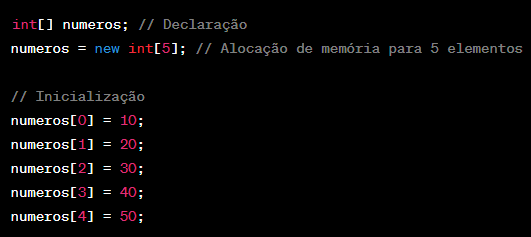 int[] numeros; // Declaração
numeros = new int[5]; // Alocação de memória para 5 elementos
// Inicialização
numeros[0] = 10;
numeros[1] = 20;
numeros[2] = 30;
numeros[3] = 40;
numeros[4] = 50;